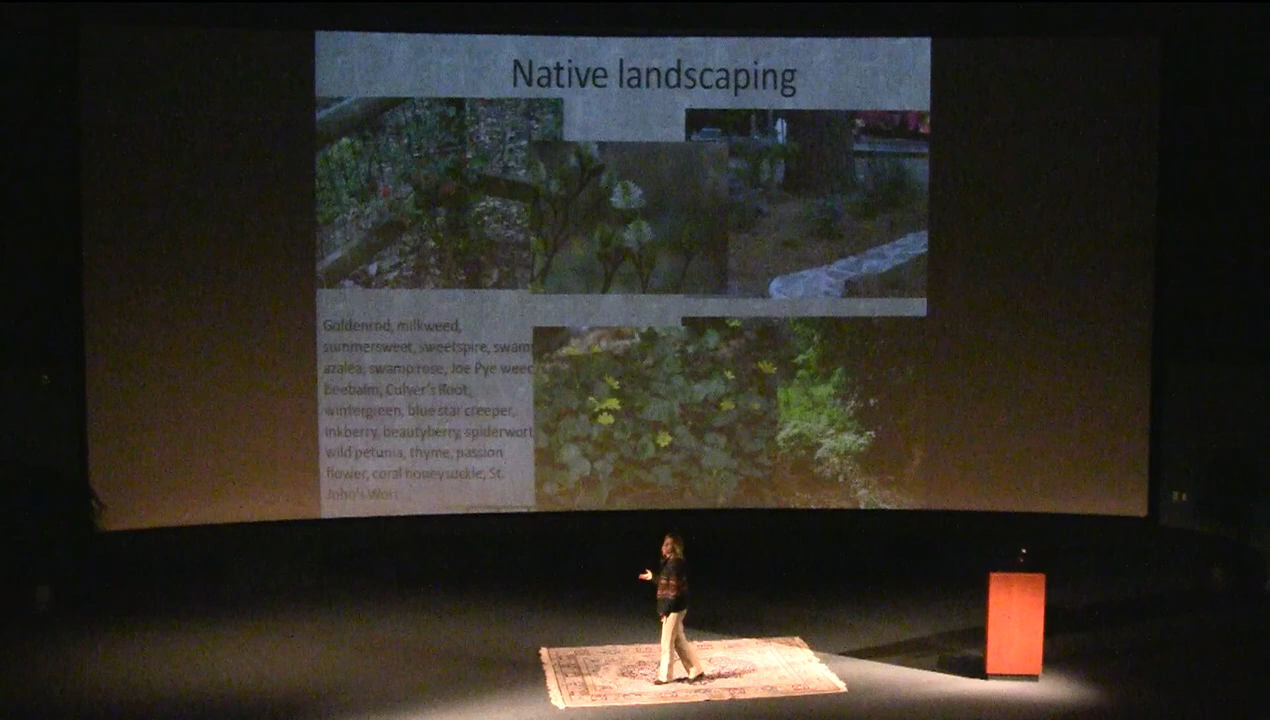 Native landscaping
Goldenrod, milkweed,
summersweet, sweetspire, swamp
azalea, swamp rose, Joe Pye weed,
beebalm, Culver's Root,
wintergreen, blue star creeper,
inkberry, beautyberry, spiderwort
wild petunia, thyme, passion
flower, coral honeysuckle, St.
John's Wort